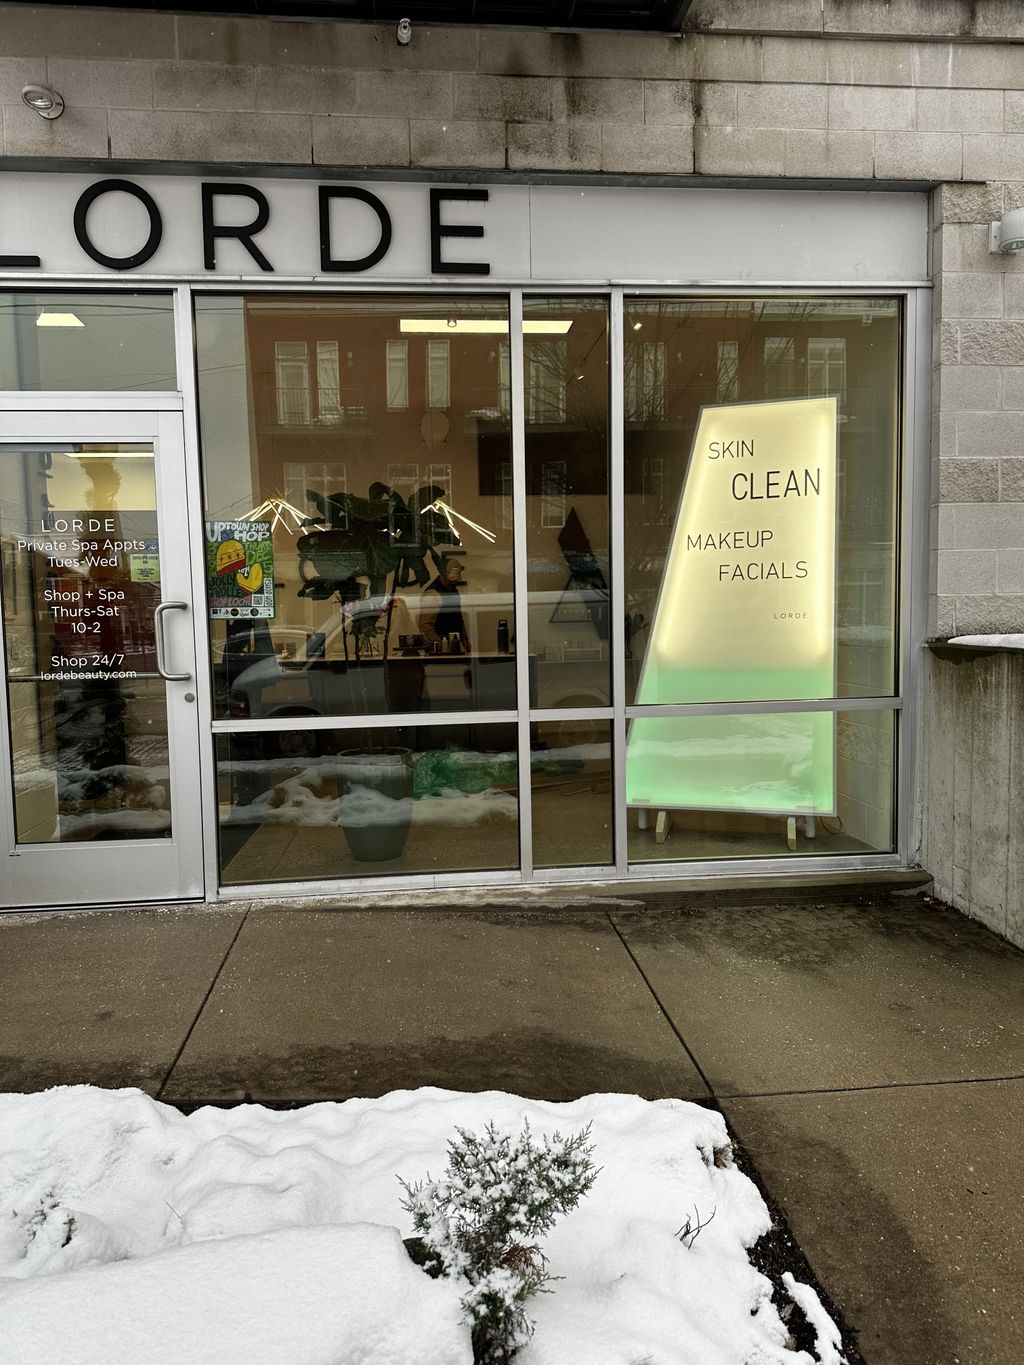 LORDE
LORDE
Private Spa Appts
Tues-Wed
Shop + Spa
Thurs-Sat
10-2
Shop 24/7
lordebeauty.com
UPTOWN SHOP
HOP
SKIN
CLEAN
MAKEUP
FACIALS
LORDE